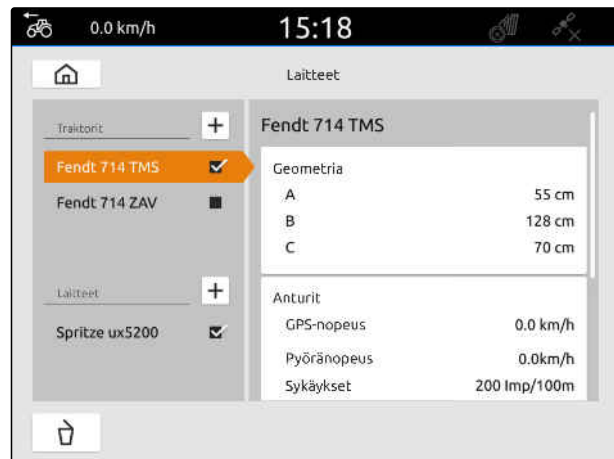 0.0 km/h 15:18
Laitteet
Traktorit
Fendt 714 TMS
Fendt 714 ZAV
Laitteet
Spritze ux5200
Fendt 714 TMS
Geometria
A 55 cm
B 128 cm
C 70 cm
Anturit
GPS-nopeus 0.0 km/h
Pyöränopeus 0.0km/h
Sykäykset 200 Imp/100m